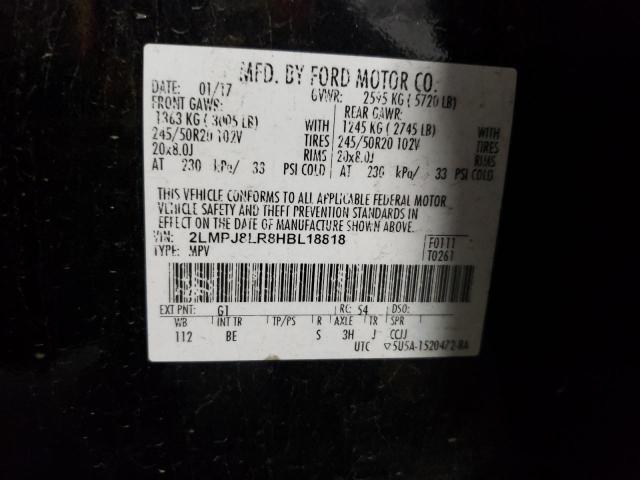 MFD. BY FORD MOTOR CO.
DATE: 01/17 GVWR: 2595 KG ( 5720 LB)
FRONT GAWR: REAR GAWR:
1363 KG ( 3005 LB) WITH 1245 KG ( 2745 LB) WITH
245/50R20 102V TIRES 245/50R20 102V TIRES
20x8.0J RIMS 20x8.0J RIMS
AT 230 kPa/ 33 PSI COLD AT 230 kPa/ 33 PSI COLD
THIS VEHICLE CONFORMS TO ALL APPLICABLE FEDERAL MOTOR
VEHICLE SAFETY AND THEFT PREVENTION STANDARDS IN
EFFECT ON THE DATE OF MANUFACTURE SHOWN ABOVE.
VIN: 2LMPJ8LR8HBL18818 F0111
TYPE: MPV T0261
EXT PNT: G1 RC: 54 DSO:
WB INT TR TP/PS R AXLE TR SPR
112 BE S 3H J CCJJ
UTC ▽5U5A-1520472-BA